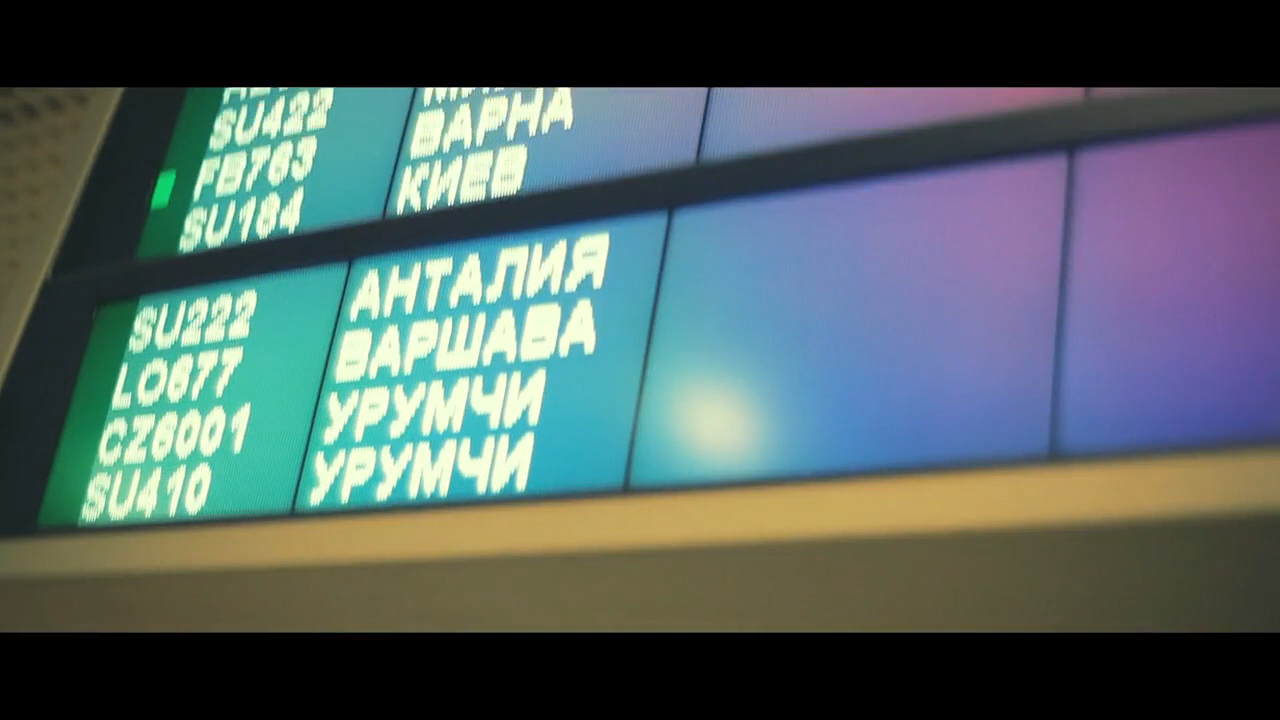 SU422 ВАРНА
FB763 КИЕВ
SU184
SU222 АНТАЛИЯ
LO677 ВАРШАВА
CZ6001 УРУМЧИ
SU410 УРУМЧИ